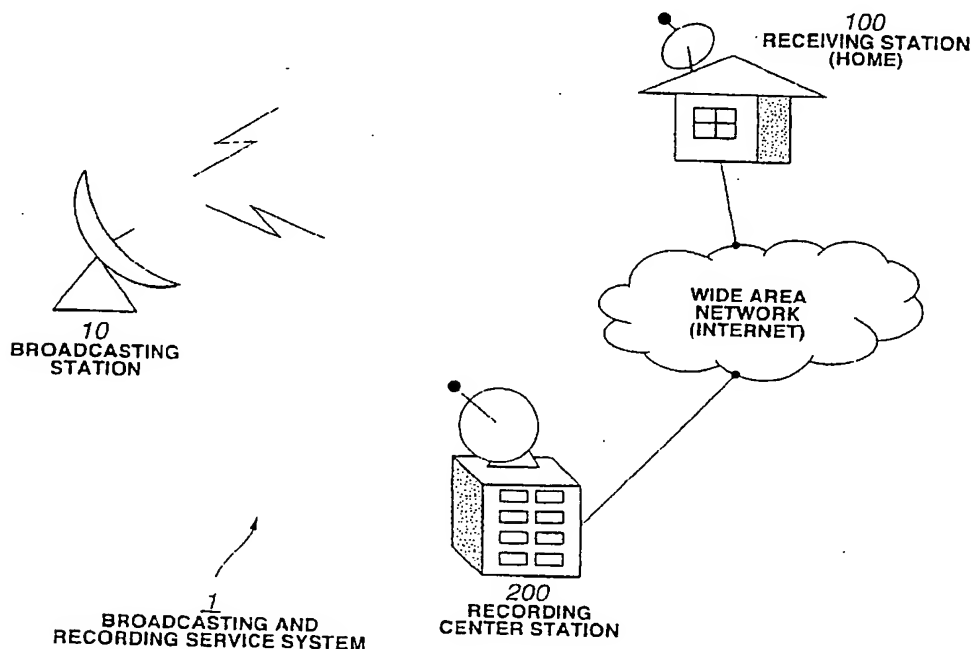 100
RECEIVING STATION
(HOME)
WIDE AREA
NETWORK
(INTERNET)
10
BROADCASTING
STATION
200
RECORDING
CENTER STATION
1
BROADCASTING AND
RECORDING SERVICE SYSTEM